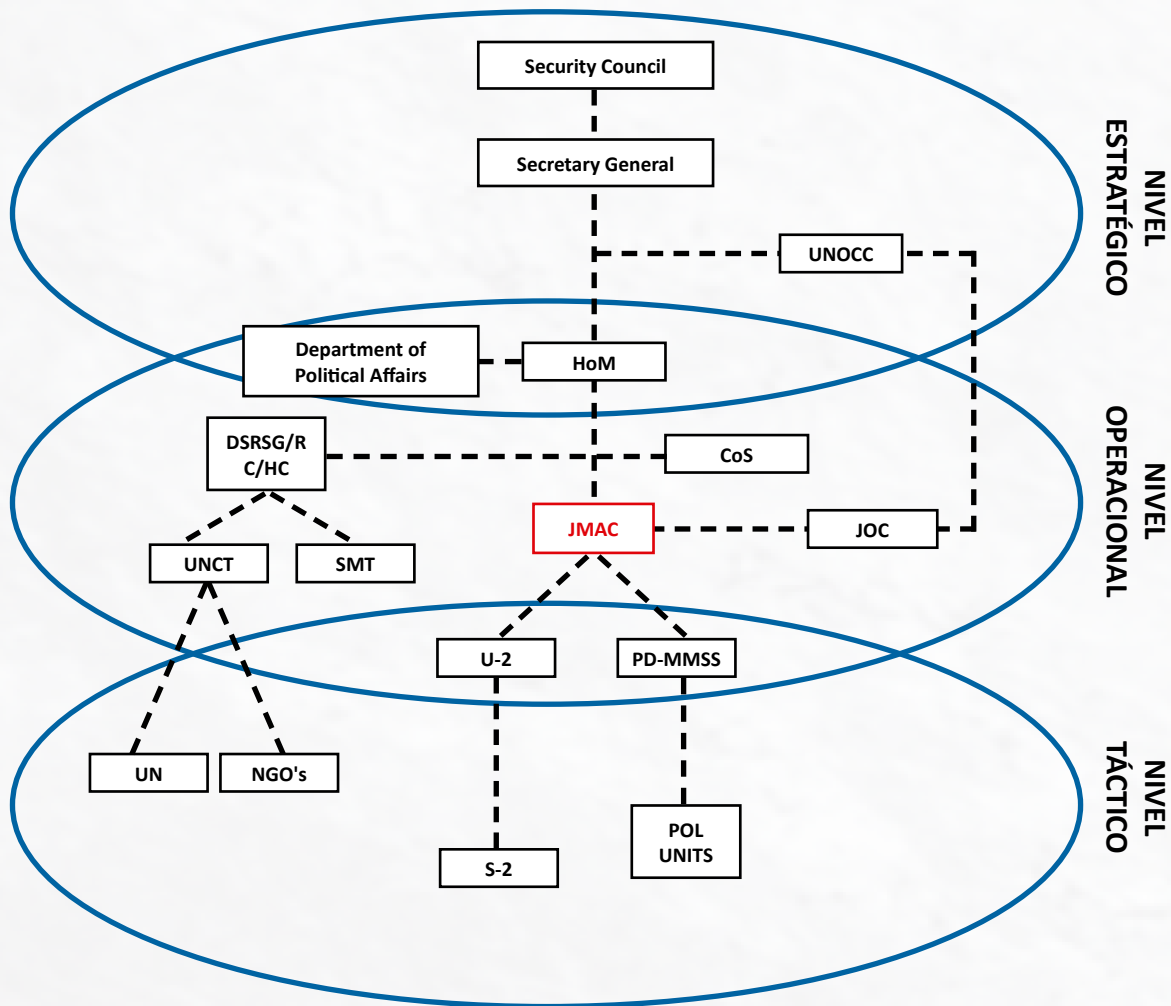 Security Council
Secretary General
UNOCC
NIVEL
ESTRATÉGICO
Department of
Political Affairs
HoM
DSRSG/R
C/HC
CoS
JMAC
JOC
UNCT
SMT
NIVEL
OPERACIONAL
U-2
PD-MMSS
UN
NGO's
POL
UNITS
S-2
NIVEL
TÁCTICO